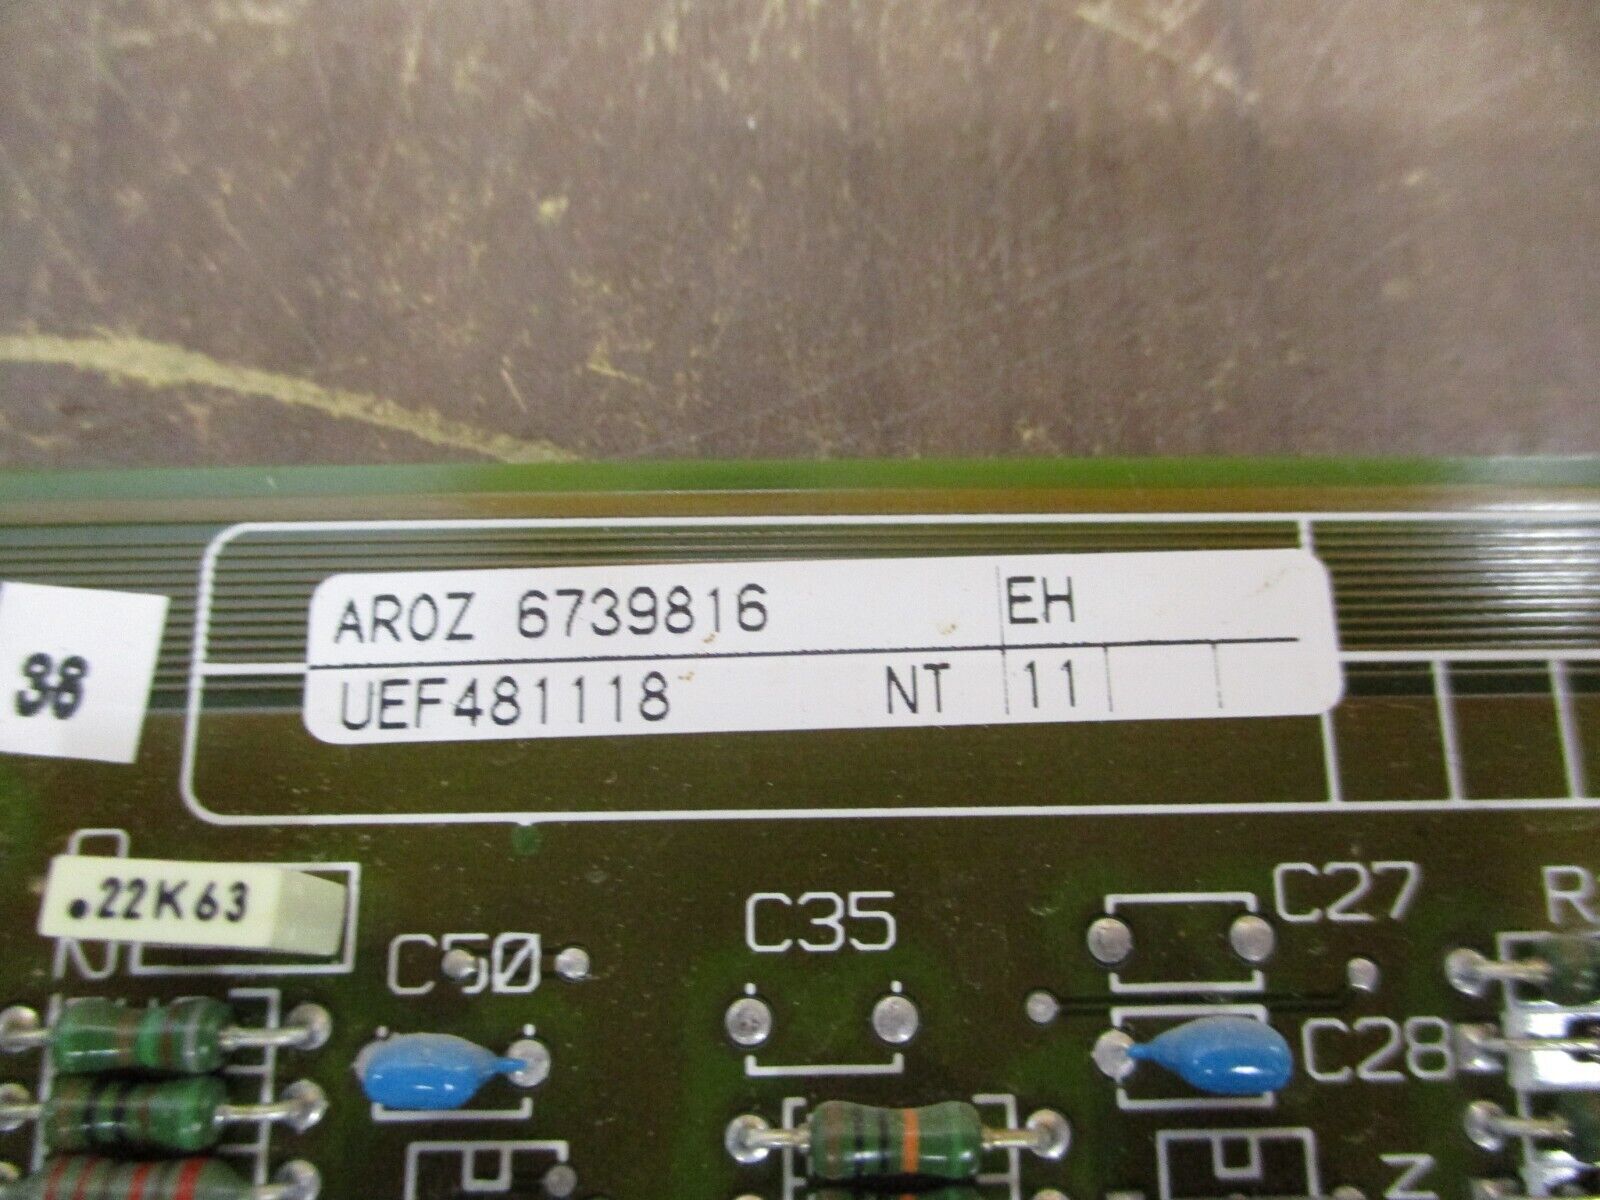 AROZ 6739816 EH
UEF481118 NT 11
38
.22K63
C50
C35
C27
C28